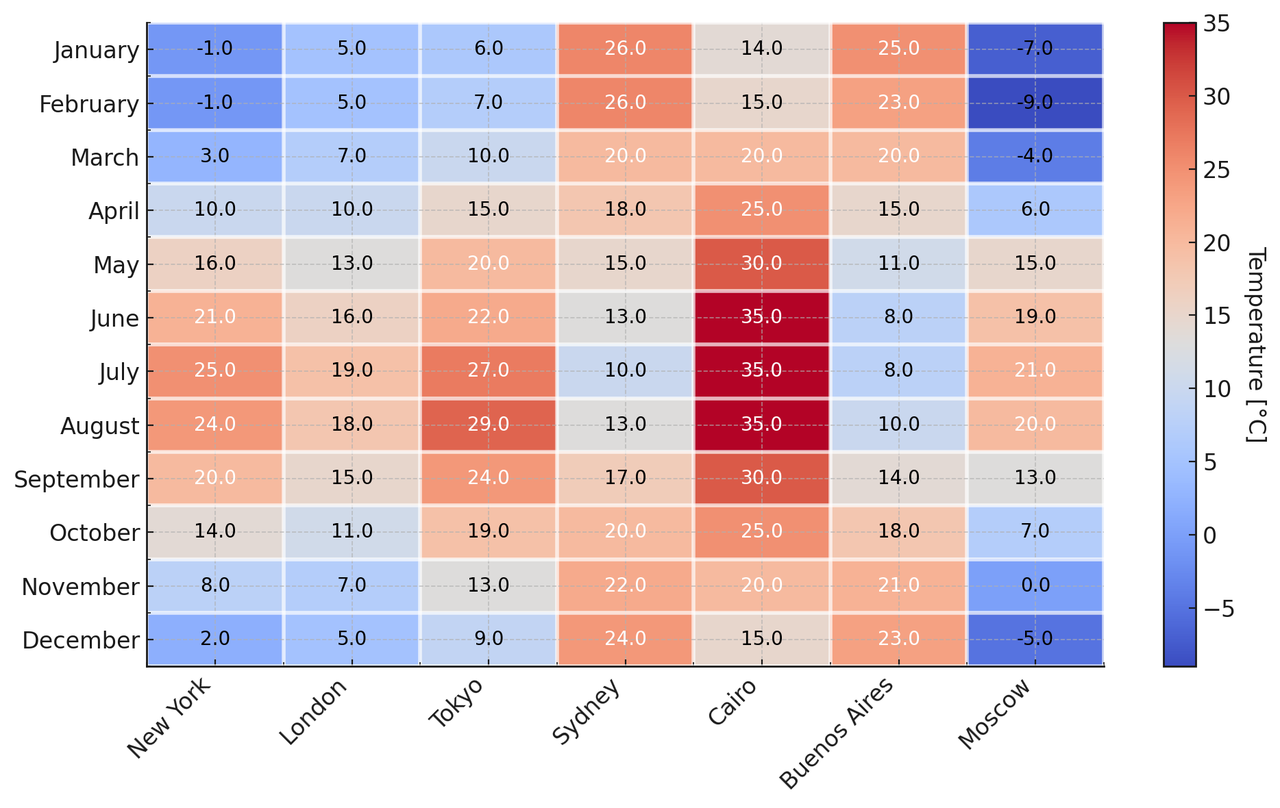 January -1.0 5.0 6.0 26.0 14.0 25.0 -7.0
February -1.0 5.0 7.0 26.0 15.0 23.0 -9.0
March 3.0 7.0 10.0 20.0 20.0 20.0 -4.0
April 10.0 10.0 15.0 18.0 25.0 15.0 6.0
May 16.0 13.0 20.0 15.0 30.0 11.0 15.0
June 21.0 16.0 22.0 13.0 35.0 8.0 19.0
July 25.0 19.0 27.0 10.0 35.0 8.0 21.0
August 24.0 18.0 29.0 13.0 35.0 10.0 20.0
September 20.0 15.0 24.0 17.0 30.0 14.0 13.0
October 14.0 11.0 19.0 20.0 25.0 18.0 7.0
November 8.0 7.0 13.0 22.0 20.0 21.0 0.0
December 2.0 5.0 9.0 24.0 15.0 23.0 -5.0
New York London Tokyo Sydney Cairo Buenos Aires Moscow
35
30
25
20
15
10
5
0
−5
Temperature [°C]